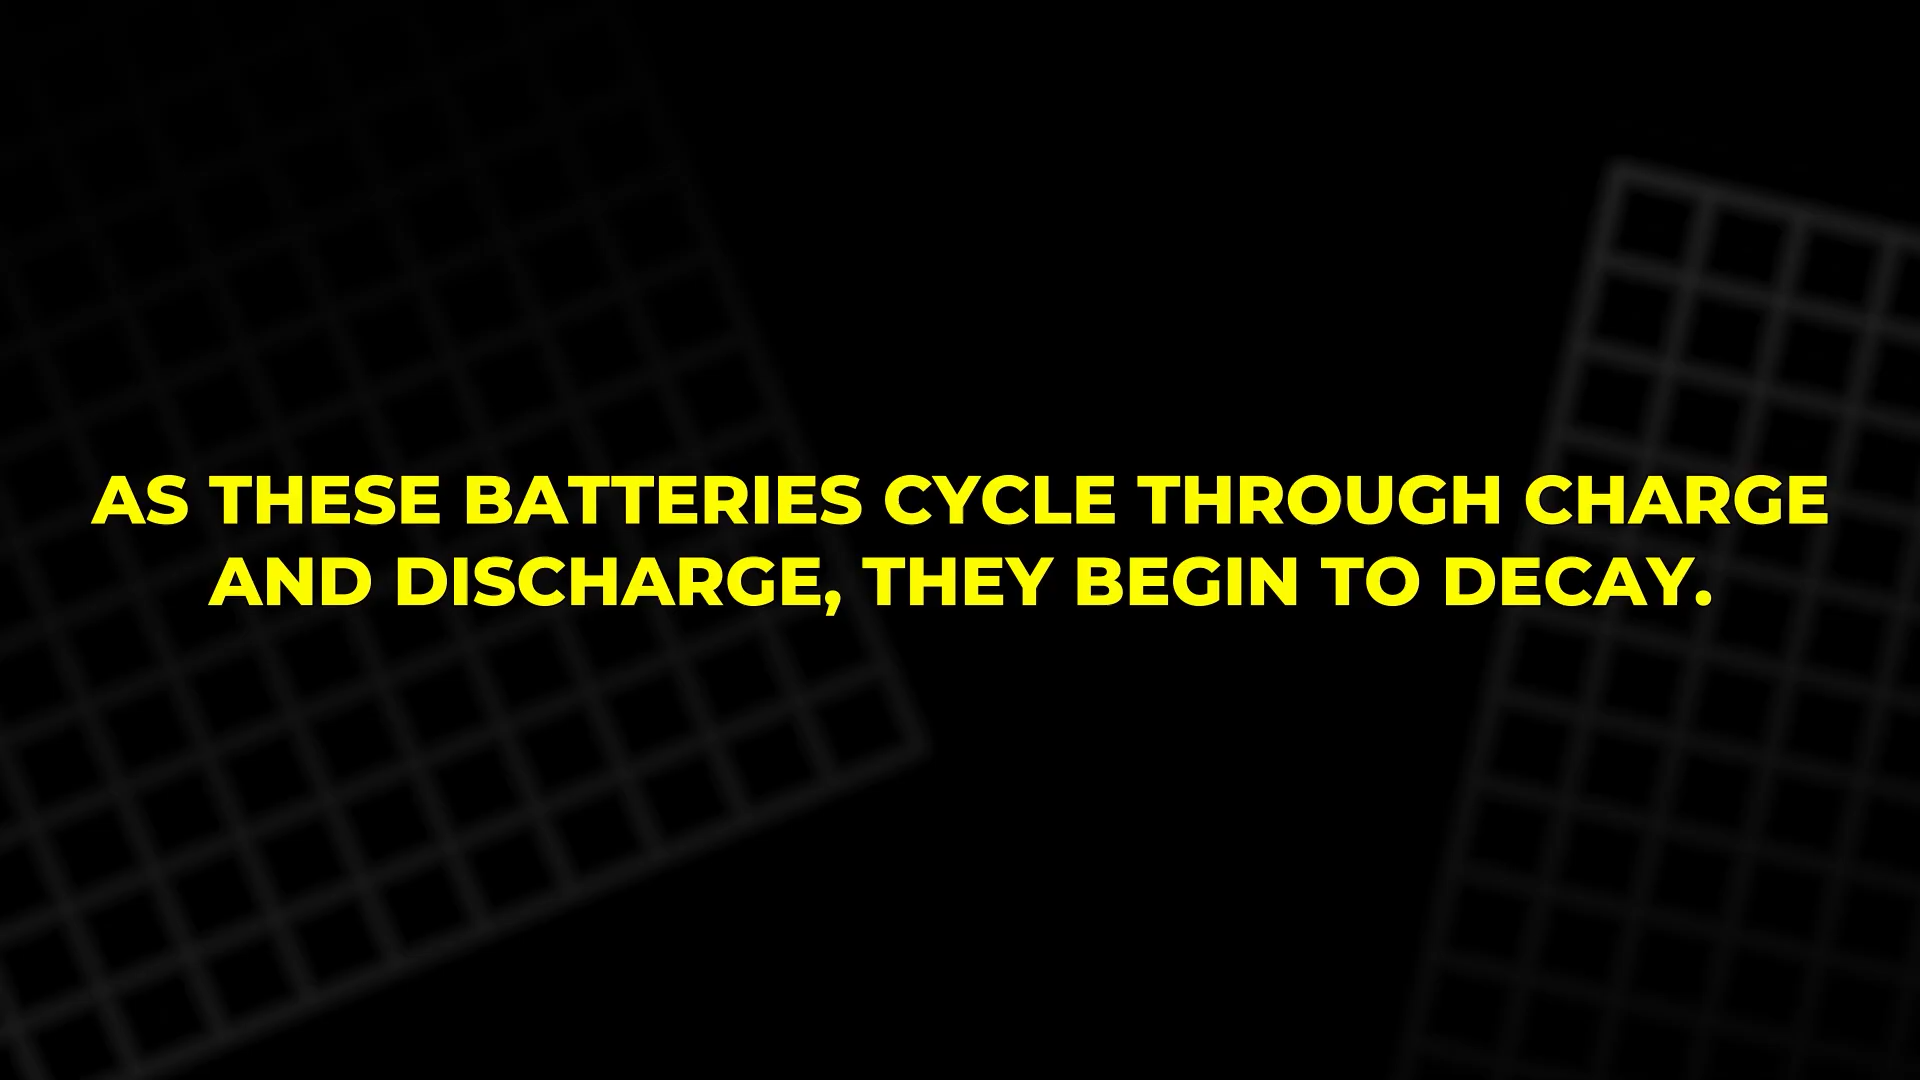 AS THESE BATTERIES CYCLE THROUGH CHARGE
AND DISCHARGE, THEY BEGIN TO DECAY.